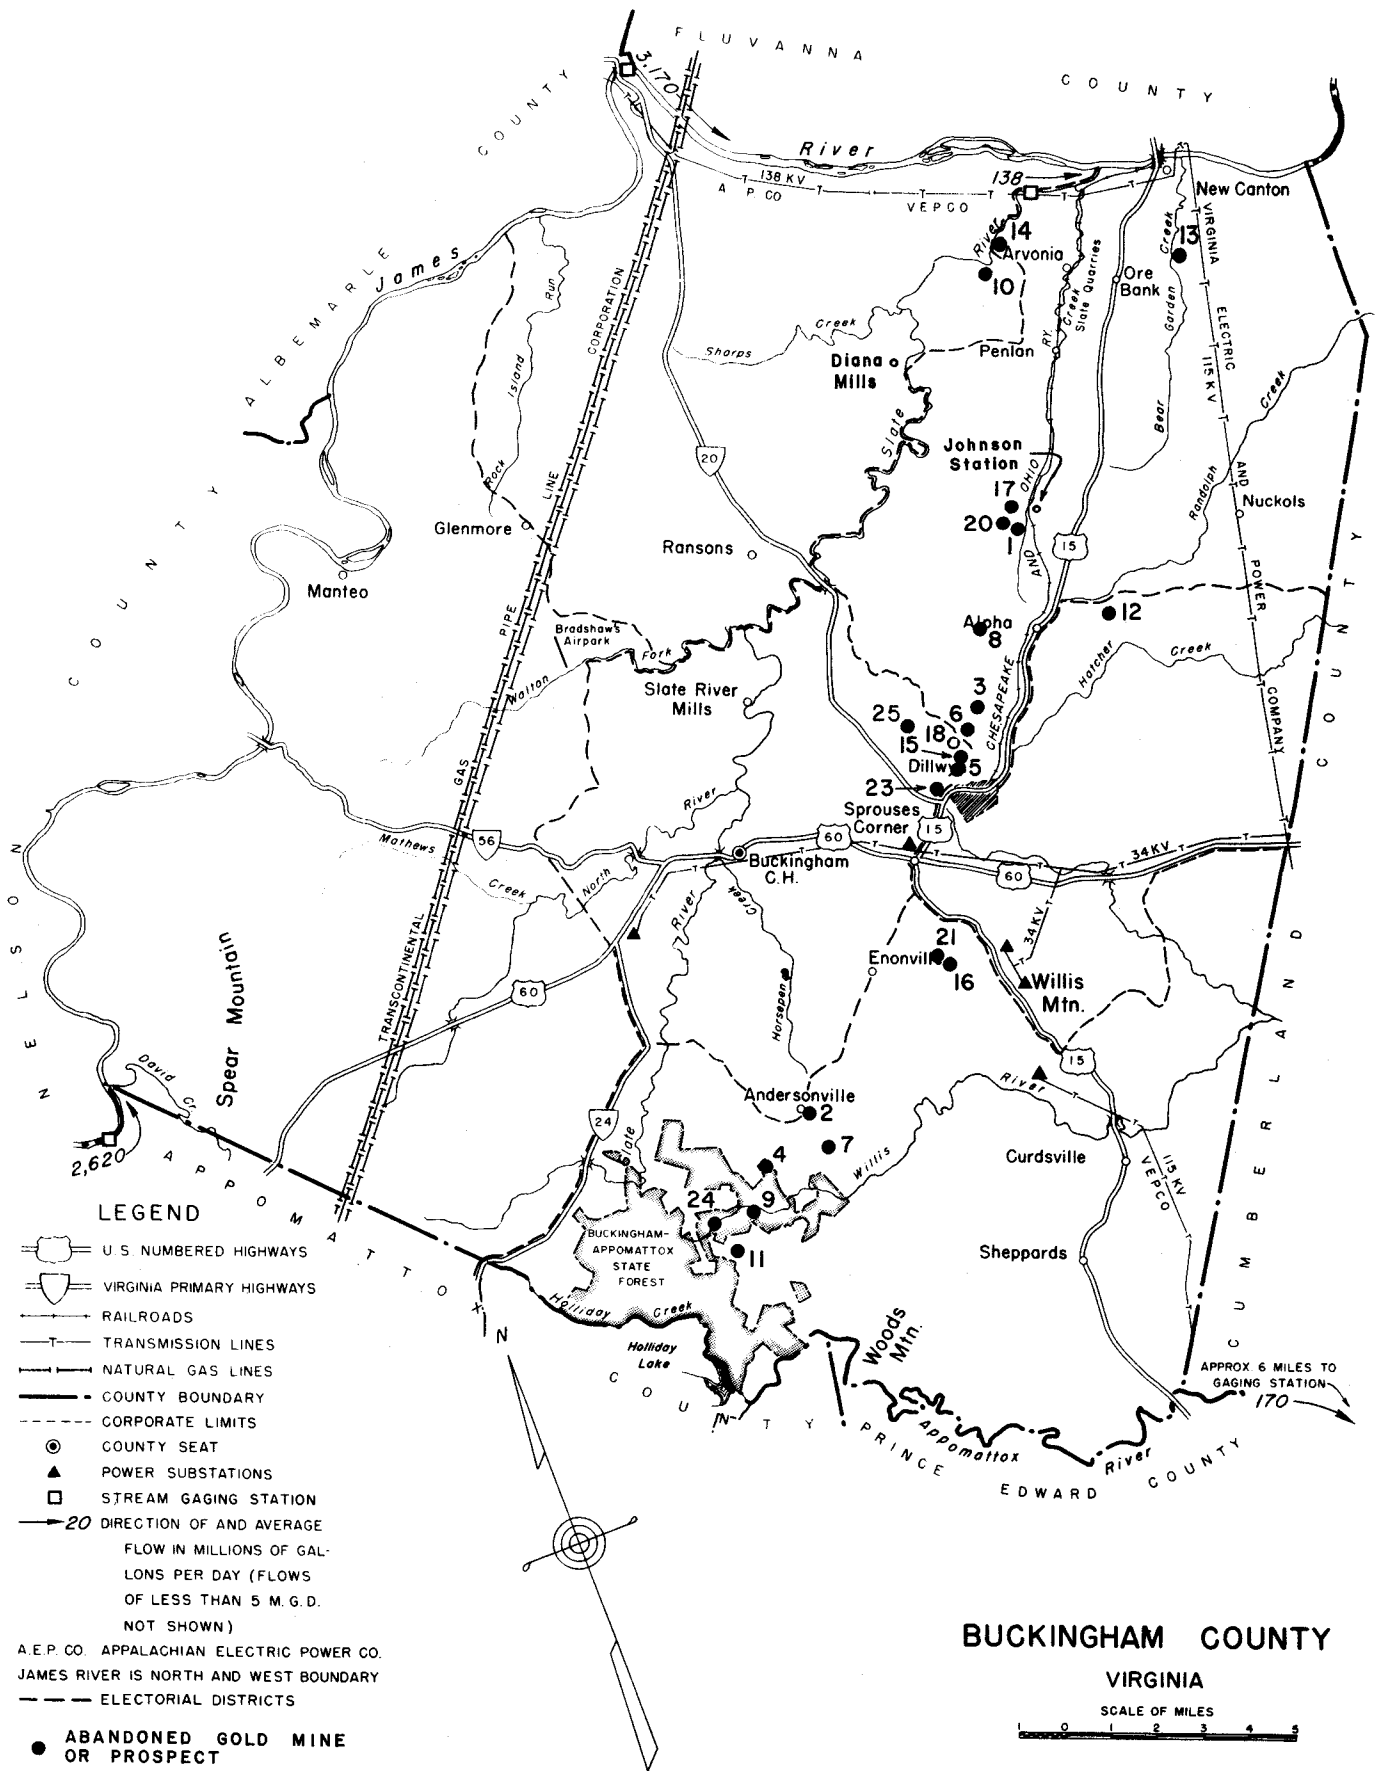 FLUVANNA
COUNTY
COUNTY
3,170
River
138 KV
A. P. CO
VEPCO
138
New Canton
14
River
Arvonia
10
13
Ore
Bank
Creek
Garden
Bear
VIRGINIA
ELECTRIC
115 KV
AND
POWER
COMPANY
Creek
Slate Quarries
RY.
ALBEMARLE
COUNTY
James
Rock
Island
Run
CORPORATION
LINE
PIPE
GAS
TRANSCONTINENTAL
Sharps
Creek
Diana
Mills
Penlan
Slate
Johnson
Station
OHIO
AND
CHESAPEAKE
20
17
20
1
15
Randolph
Creek
Nuckols
Glenmore
Ransons
Manteo
Bradshaw's
Airpark
Walton
Fork
Alpha
8
12
Hatcher
Creek
Slate River
Mills
25
3
6
18
15
Dillwyn
5
23
Sprouses
Corner
15
River
60
34KV
56
Mathews
Creek
North
Buckingham
C.H.
60
34KV
River
Creek
Horsepen
NELSON
Spear Mountain
60
Enonville
21
16
Willis
Mtn.
15
David
Cr.
Andersonville
2
River
2,620
24
Slate
7
4
Willis
Curdsville
115 KV
VEPCO
CUMBERLAND
COUNTY
APPOMATTOX
COUNTY
24
9
11
BUCKINGHAM-
APPOMATTOX
STATE
FOREST
Sheppards
Holliday
Creek
Holliday
Lake
Woods
Mtn.
APPROX. 6 MILES TO
GAGING STATION
170
Appomattox
River
PRINCE
EDWARD
COUNTY
N
LEGEND
U.S. NUMBERED HIGHWAYS
VIRGINIA PRIMARY HIGHWAYS
RAILROADS
TRANSMISSION LINES
NATURAL GAS LINES
COUNTY BOUNDARY
CORPORATE LIMITS
COUNTY SEAT
POWER SUBSTATIONS
STREAM GAGING STATION
20 DIRECTION OF AND AVERAGE
FLOW IN MILLIONS OF GAL-
LONS PER DAY (FLOWS
OF LESS THAN 5 M.G.D.
NOT SHOWN)
A.E.P. CO. APPALACHIAN ELECTRIC POWER CO.
JAMES RIVER IS NORTH AND WEST BOUNDARY
ELECTORIAL DISTRICTS
ABANDONED GOLD MINE
OR PROSPECT
BUCKINGHAM COUNTY
VIRGINIA
SCALE OF MILES
1 0 1 2 3 4 5